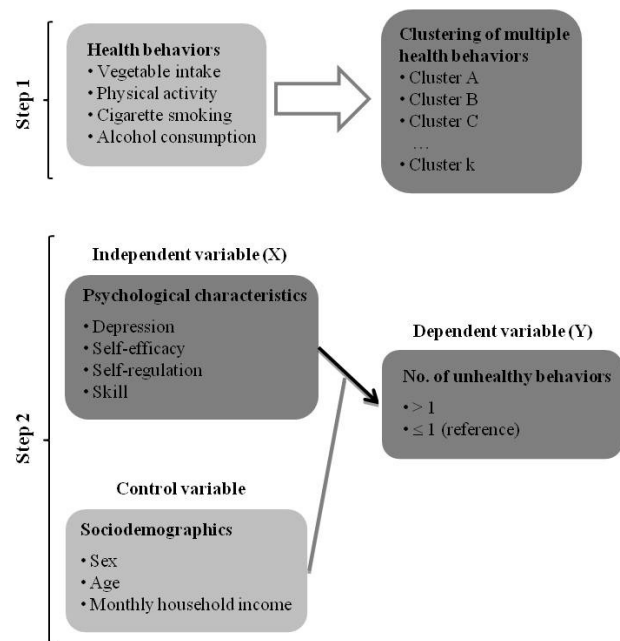 Step 1
Health behaviors
• Vegetable intake
• Physical activity
• Cigarette smoking
• Alcohol consumption
Clustering of multiple
health behaviors
• Cluster A
• Cluster B
• Cluster C
…
• Cluster k
Step 2
Independent variable (X)
Psychological characteristics
• Depression
• Self-efficacy
• Self-regulation
• Skill
Dependent variable (Y)
No. of unhealthy behaviors
• > 1
• ≤ 1 (reference)
Control variable
Sociodemographics
• Sex
• Age
• Monthly household income